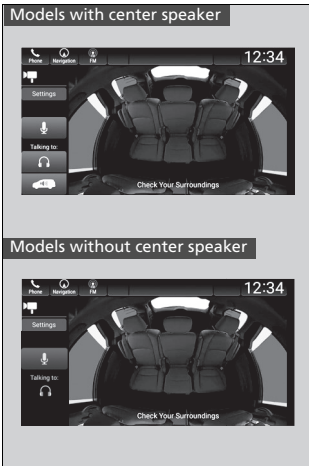 Models with center speaker
Phone Navigation FM 12:34
Settings
Talking to:
Check Your Surroundings
Models without center speaker
Phone Navigation FM 12:34
Settings
Talking to:
Check Your Surroundings